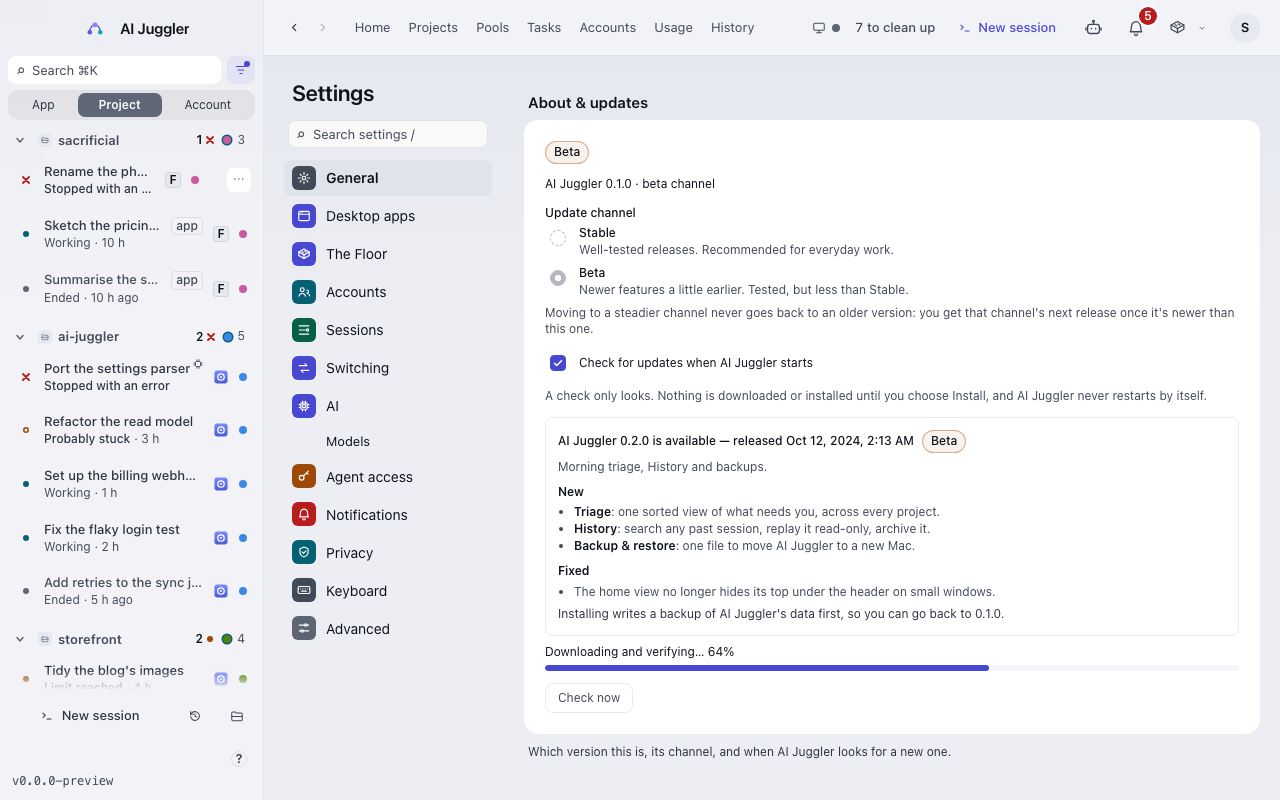 AI Juggler
Search ⌘K
App Project Account
sacrificial 1 3
Rename the ph... F
Stopped with an ...
Sketch the pricin... app F
Working · 10 h
Summarise the s... app F
Ended · 10 h ago
ai-juggler 2 5
Port the settings parser
Stopped with an error
Refactor the read model
Probably stuck · 3 h
Set up the billing webh...
Working · 1 h
Fix the flaky login test
Working · 2 h
Add retries to the sync j...
Ended · 5 h ago
storefront 2 4
Tidy the blog's images
Limit reached · 4 h
New session
?
v0.0.0-preview
Home Projects Pools Tasks Accounts Usage History
7 to clean up
New session
5
S
Settings
Search settings /
General
Desktop apps
The Floor
Accounts
Sessions
Switching
AI
Models
Agent access
Notifications
Privacy
Keyboard
Advanced
About & updates
Beta
AI Juggler 0.1.0 · beta channel
Update channel
Stable
Well-tested releases. Recommended for everyday work.
Beta
Newer features a little earlier. Tested, but less than Stable.
Moving to a steadier channel never goes back to an older version: you get that channel's next release once it's newer than
this one.
Check for updates when AI Juggler starts
A check only looks. Nothing is downloaded or installed until you choose Install, and AI Juggler never restarts by itself.
AI Juggler 0.2.0 is available — released Oct 12, 2024, 2:13 AM Beta
Morning triage, History and backups.
New
• Triage: one sorted view of what needs you, across every project.
• History: search any past session, replay it read-only, archive it.
• Backup & restore: one file to move AI Juggler to a new Mac.
Fixed
• The home view no longer hides its top under the header on small windows.
Installing writes a backup of AI Juggler's data first, so you can go back to 0.1.0.
Downloading and verifying... 64%
Check now
Which version this is, its channel, and when AI Juggler looks for a new one.